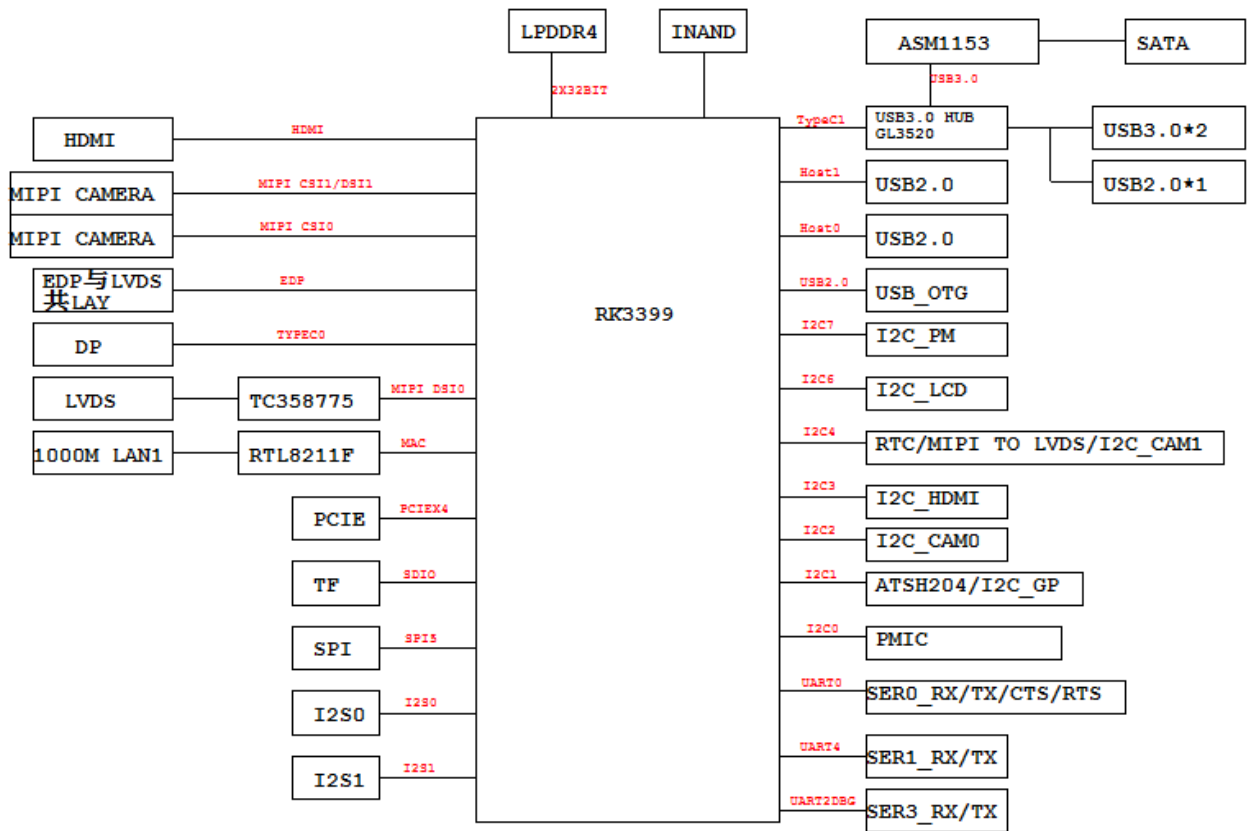 LPDDR4
INAND
ASM1153
SATA
2X32BIT
USB3.0
HDMI
HDMI
TypeC1
USB3.0 HUB
GL3520
USB3.0*2
MIPI CAMERA
MIPI CSI1/DSI1
Host1
USB2.0
USB2.0*1
MIPI CAMERA
MIPI CSI0
Host0
USB2.0
EDP与LVDS
共LAY
EDP
USB2.0
USB_OTG
RK3399
DP
TYPEC0
I2C7
I2C_PM
LVDS
TC358775
MIPI DSI0
I2C6
I2C_LCD
1000M LAN1
RTL8211F
MAC
I2C4
RTC/MIPI TO LVDS/I2C_CAM1
PCIE
PCIEX4
I2C3
I2C_HDMI
I2C2
I2C_CAM0
TF
SDIO
I2C1
ATSH204/I2C_GP
SPI
SPI5
I2C0
PMIC
I2S0
I2S0
UART0
SER0_RX/TX/CTS/RTS
I2S1
I2S1
UART4
SER1_RX/TX
UART2DBG
SER3_RX/TX